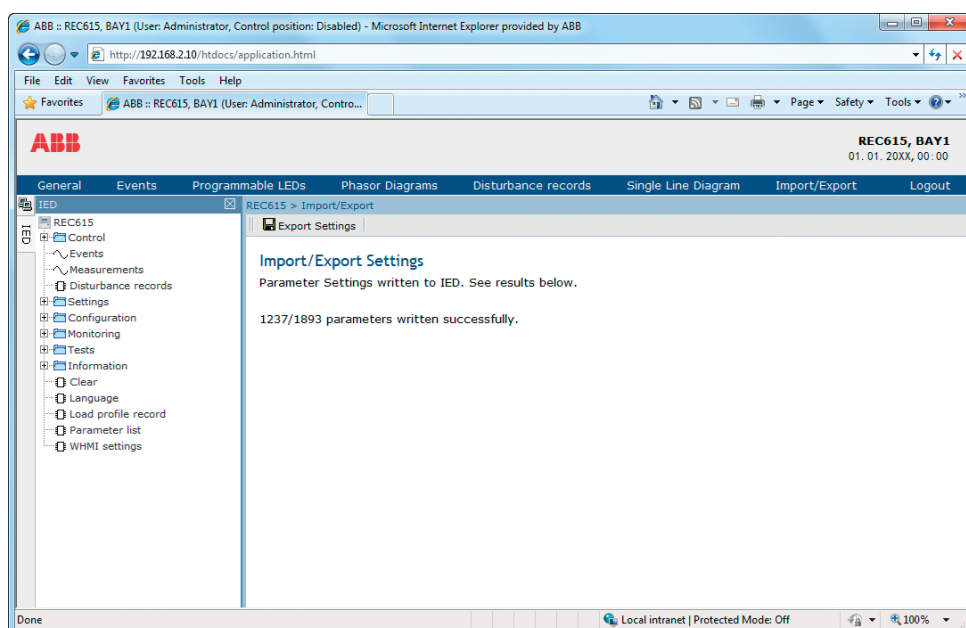 ABB :: REC615, BAY1 (User: Administrator, Control position: Disabled) - Microsoft Internet Explorer provided by ABB
http://192.168.2.10/htdocs/application.html
File Edit View Favorites Tools Help
Favorites ABB :: REC615, BAY1 (User: Administrator, Contro... Page Safety Tools
ABB
REC615, BAY1
01. 01. 20XX, 00:00
General Events Programmable LEDs Phasor Diagrams Disturbance records Single Line Diagram Import/Export Logout
IED
IED
REC615 > Import/Export
Export Settings
REC615
Control
Events
Measurements
Disturbance records
Settings
Configuration
Monitoring
Tests
Information
Clear
Language
Load profile record
Parameter list
WHMI settings
Import/Export Settings
Parameter Settings written to IED. See results below.
1237/1893 parameters written successfully.
Done Local intranet | Protected Mode: Off 100%